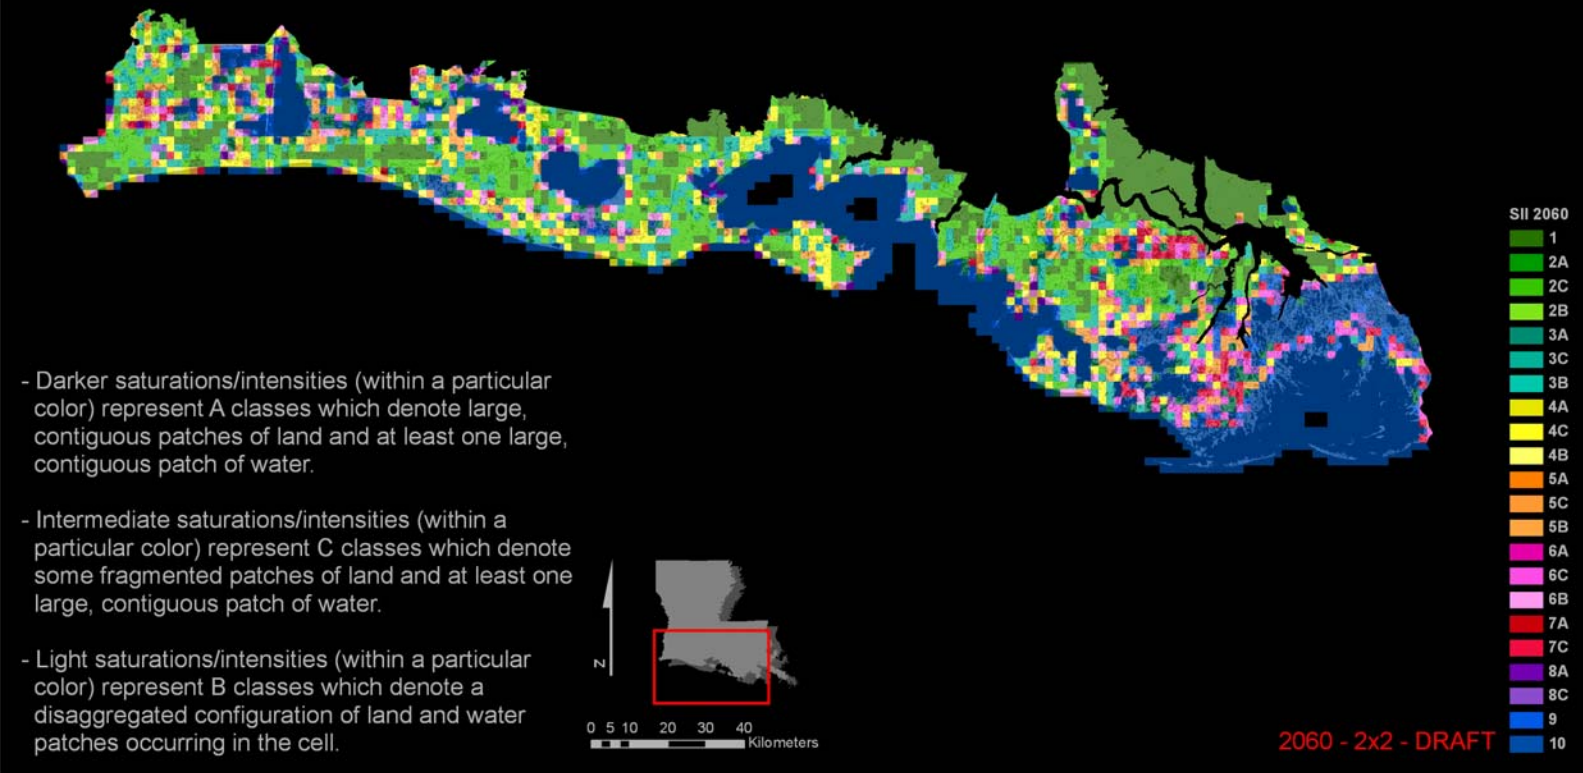 - Darker saturations/intensities (within a particular
color) represent A classes which denote large,
contiguous patches of land and at least one large,
contiguous patch of water.
- Intermediate saturations/intensities (within a
particular color) represent C classes which denote
some fragmented patches of land and at least one
large, contiguous patch of water.
- Light saturations/intensities (within a particular
color) represent B classes which denote a
disaggregated configuration of land and water
patches occurring in the cell.
N
0 5 10 20 30 40
Kilometers
SII 2060
1
2A
2C
2B
3A
3C
3B
4A
4C
4B
5A
5C
5B
6A
6C
6B
7A
7C
8A
8C
9
10
2060 - 2x2 - DRAFT